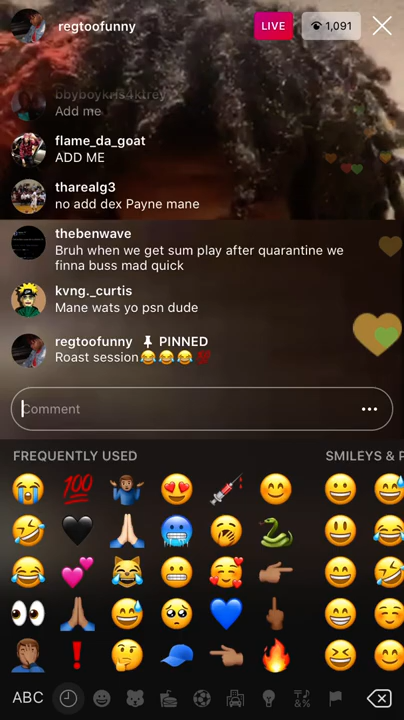 regtoofunny
LIVE
1,091
bbyboykris4ktrey
Add me
flame_da_goat
ADD ME
tharealg3
no add dex Payne mane
thebenwave
Bruh when we get sum play after quarantine we
finna buss mad quick
kvng._curtis
Mane wats yo psn dude
regtoofunny PINNED
Roast session😂😂😂💔
Comment
FREQUENTLY USED SMILEYS & P
ABC